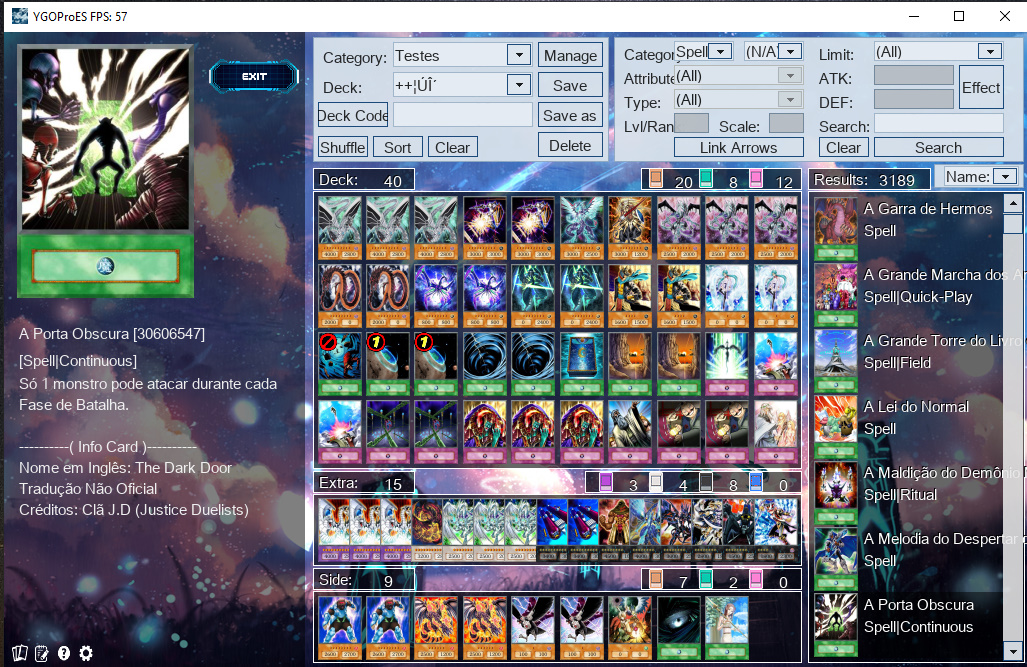 YGOProES FPS: 57
EXIT
A Porta Obscura [30606547]
[Spell|Continuous]
Só 1 monstro pode atacar durante cada
Fase de Batalha.
----------( Info Card )----------
Nome em Inglês: The Dark Door
Tradução Não Oficial
Créditos: Clã J.D (Justice Duelists)
Category: Testes Manage
Deck: Save
Deck Code Save as
Shuffle Sort Clear Delete
Categor Spell (N/A) Limit: (All)
Attribute (All) ATK: Effect
Type: (All) DEF:
Lvl/Ran Scale: Search:
Link Arrows Clear Search
Deck: 40 20 8 12
Extra: 15 3 4 8 0
Side: 9 7 2 0
Results: 3189 Name:
A Garra de Hermos
Spell
A Grande Marcha dos
Spell|Quick-Play
A Grande Torre do Livro
Spell|Field
A Lei do Normal
Spell
A Maldição do Demônio
Spell|Ritual
A Melodia do Despertar
Spell
A Porta Obscura
Spell|Continuous